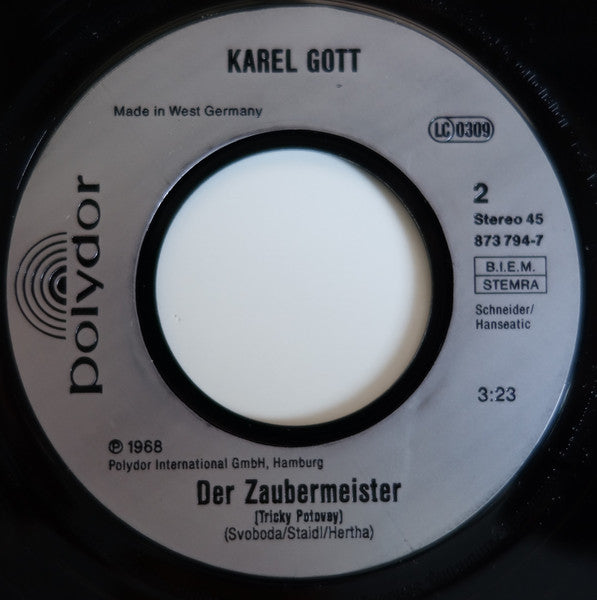 KAREL GOTT
Made in West Germany
LC 0309
polydor
2
Stereo 45
873 794-7
B.I.E.M.
STEMRA
Schneider/
Hanseatic
3:23
℗ 1968
Polydor International GmbH, Hamburg
Der Zaubermeister
(Tricky Potovey)
(Svoboda/Staidl/Hertha)